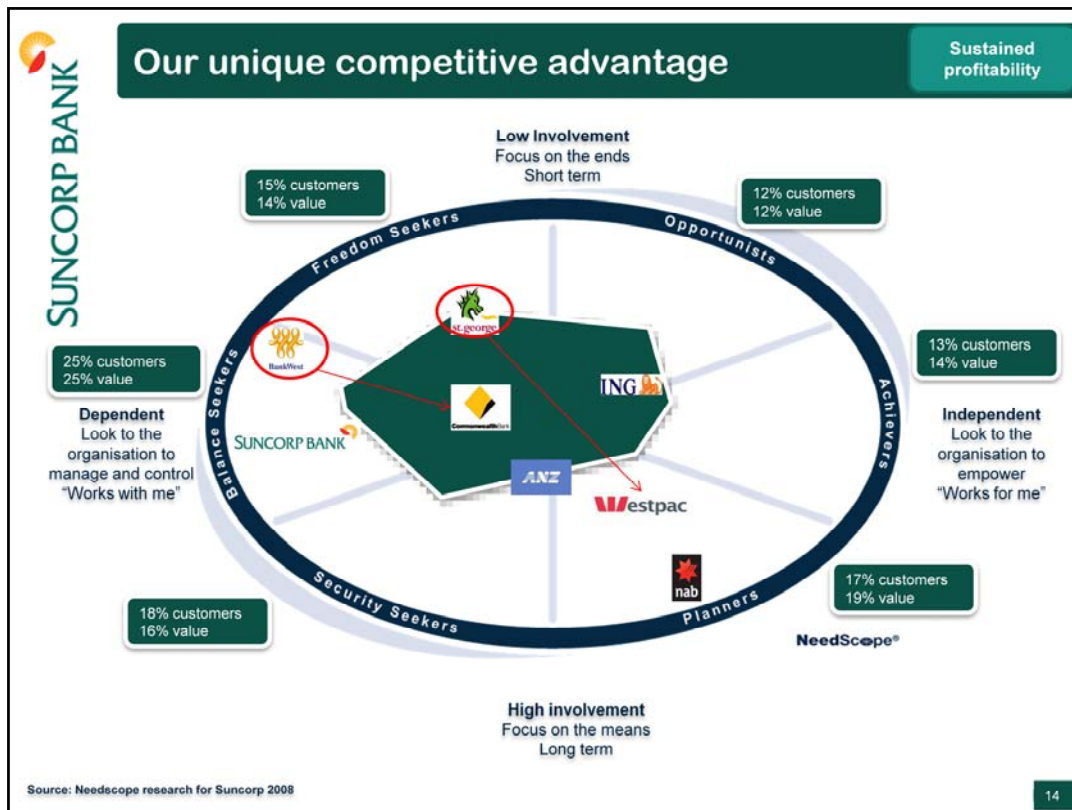 SUNCORP BANK
Our unique competitive advantage
Sustained
profitability
Low Involvement
Focus on the ends
Short term
15% customers
14% value
12% customers
12% value
Freedom Seekers
Opportunists
st.george
BankWest
25% customers
25% value
13% customers
14% value
ING
CommonwealthBank
Balance Seekers
Achievers
Dependent
Look to the
organisation to
manage and control
“Works with me”
SUNCORP BANK
Independent
Look to the
organisation to
empower
“Works for me”
ANZ
Westpac
nab
Security Seekers
Planners
18% customers
16% value
17% customers
19% value
NeedScope®
High involvement
Focus on the means
Long term
Source: Needscope research for Suncorp 2008
14